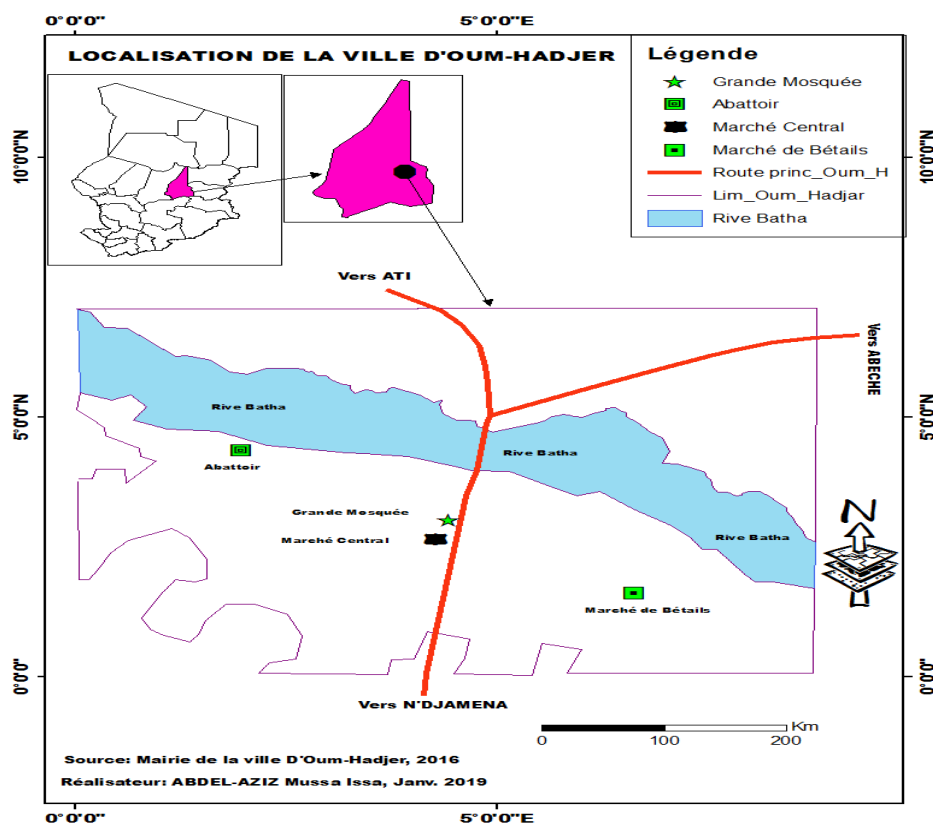 0°0'0"
5°0'0"E
LOCALISATION DE LA VILLE D'OUM-HADJER
Légende
Grande Mosquée
Abattoir
Marché Central
Marché de Bétails
Route princ_Oum_H
Lim_Oum_Hadjar
Rive Batha
10°0'0"N
10°0'0"N
Vers ATI
Vers ABECHE
Rive Batha
5°0'0"N
5°0'0"N
Rive Batha
Abattoir
Grande Mosquée
Marché Central
Rive Batha
N
Marché de Bétails
0°0'0"
0°0'0"
Vers N'DJAMENA
Km
0 100 200
Source: Mairie de la ville D'Oum-Hadjer, 2016
Réalisateur: ABDEL-AZIZ Mussa Issa, Janv. 2019
0°0'0"
5°0'0"E